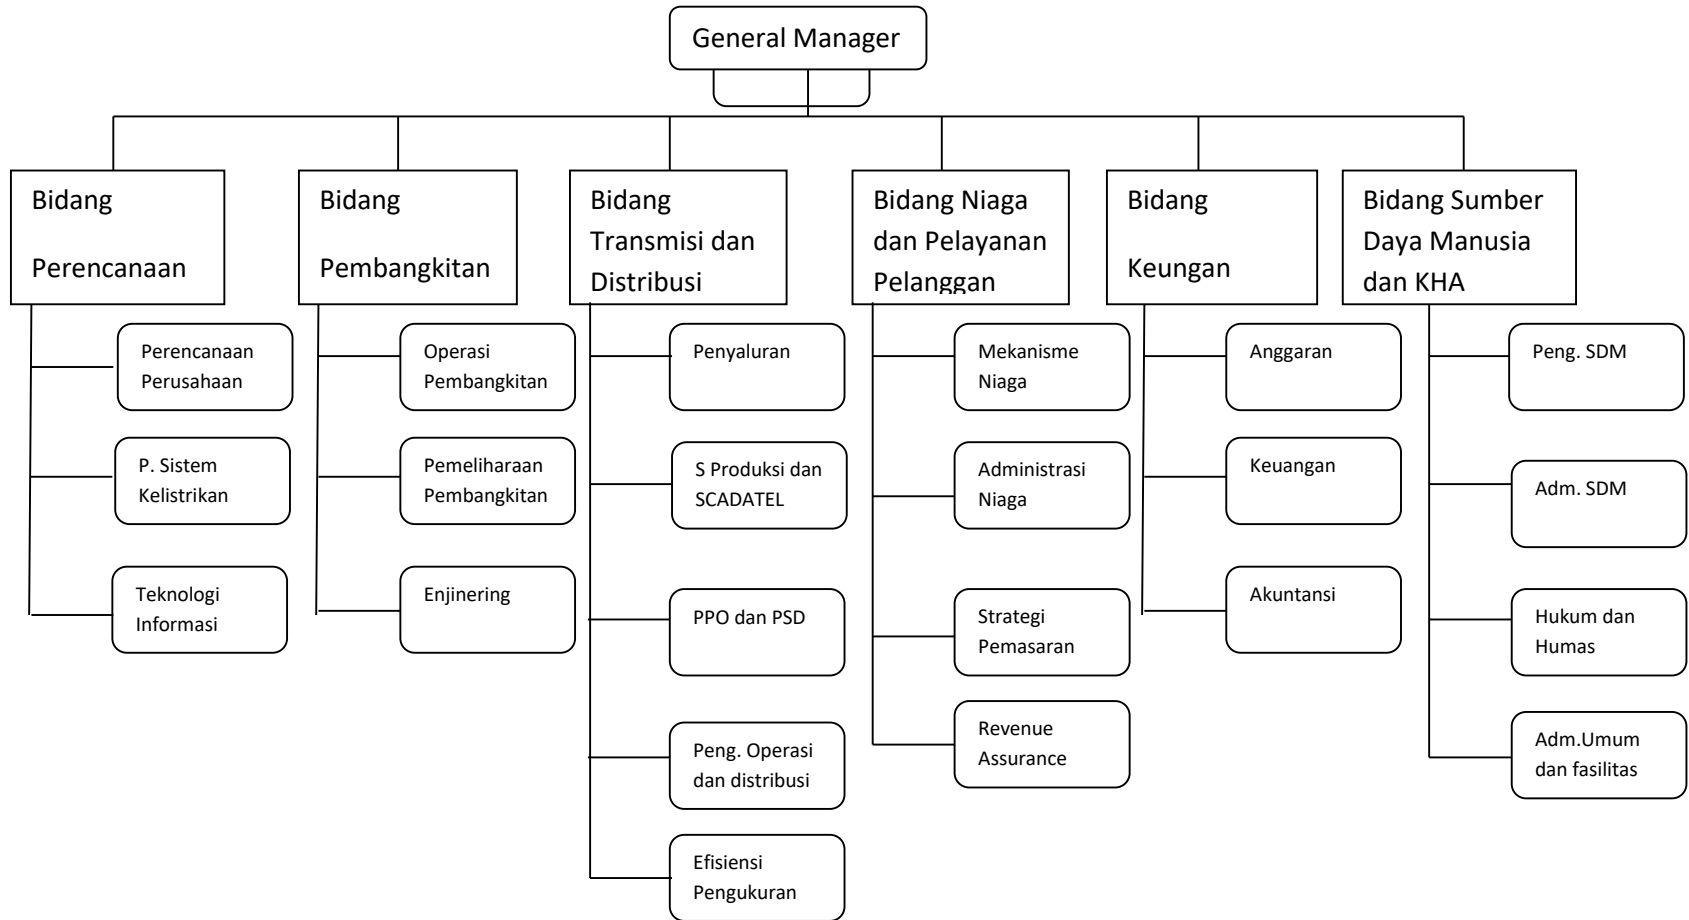 General Manager
Bidang
Perencanaan
Bidang
Pembangkitan
Bidang
Transmisi dan
Distribusi
Bidang Niaga
dan Pelayanan
Pelanggan
Bidang
Keungan
Bidang Sumber
Daya Manusia
dan KHA
Perencanaan
Perusahaan
P. Sistem
Kelistrikan
Teknologi
Informasi
Operasi
Pembangkitan
Pemeliharaan
Pembangkitan
Enjinering
Penyaluran
S Produksi dan
SCADATEL
PPO dan PSD
Peng. Operasi
dan distribusi
Efisiensi
Pengukuran
Mekanisme
Niaga
Administrasi
Niaga
Strategi
Pemasaran
Revenue
Assurance
Anggaran
Keuangan
Akuntansi
Peng. SDM
Adm. SDM
Hukum dan
Humas
Adm.Umum
dan fasilitas